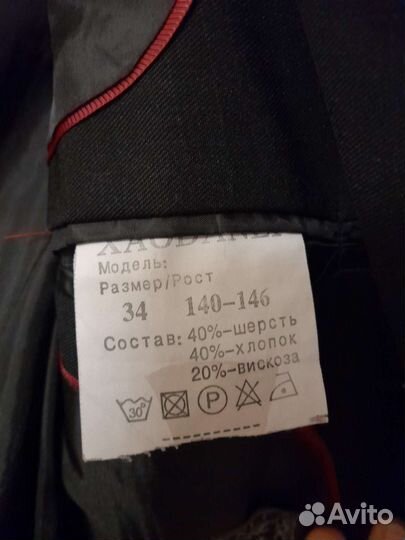 Модель:
Размер/Рост
34 140-146
Состав: 40%-шерсть
40%-хлопок
20%-вискоза
30°
P
Avito